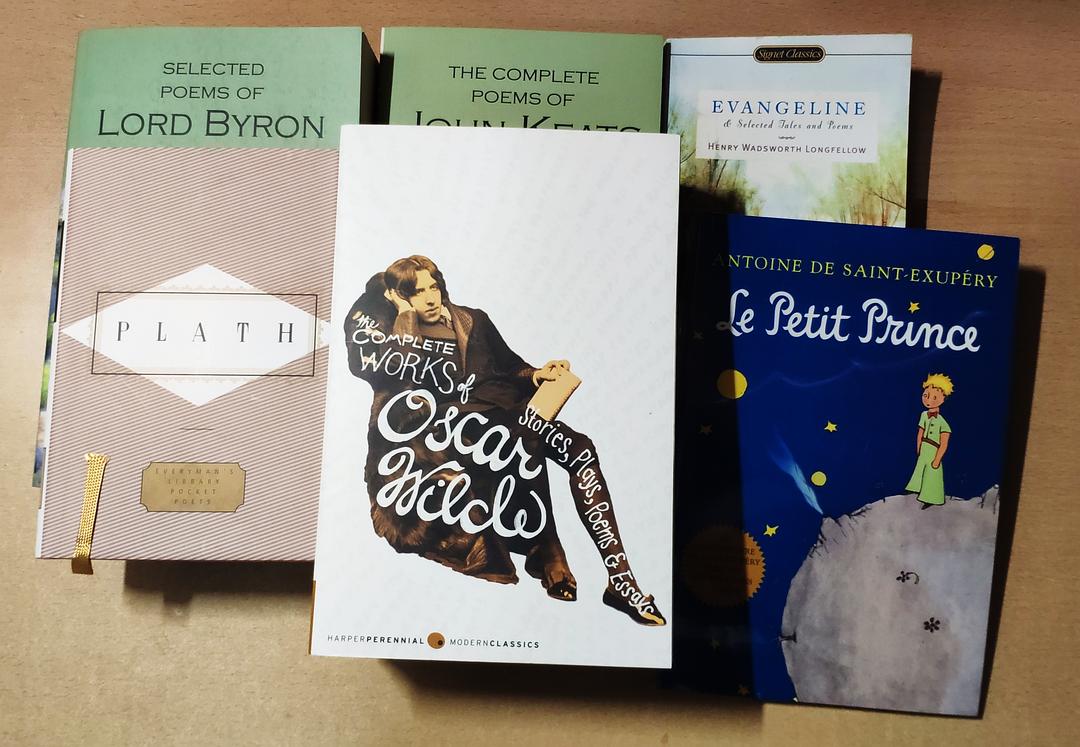 SELECTED
POEMS OF
LORD BYRON
THE COMPLETE
POEMS OF
JOHN KEATS
Signet Classics
EVANGELINE
& Selected Tales and Poems
HENRY WADSWORTH LONGFELLOW
PLATH
EVERYMAN'S
LIBRARY
POCKET
POETS
the
COMPLETE
WORKS of
Oscar
Wilde
Stories, Plays, Poems & Essays
HARPERPERENNIAL MODERNCLASSICS
ANTOINE DE SAINT-EXUPÉRY
Le Petit Prince